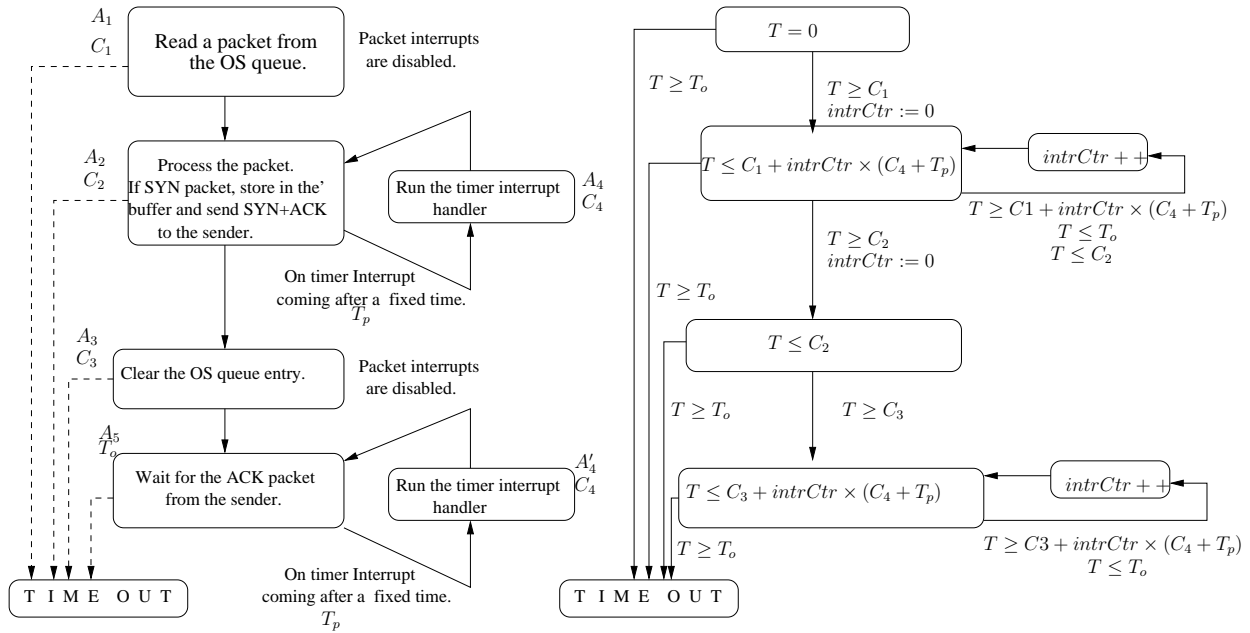 A₁
C₁
Read a packet from
the OS queue.
Packet interrupts
are disabled.
A₂
C₂
Process the packet.
If SYN packet, store in the'
buffer and send SYN+ACK
to the sender.
Run the timer interrupt
handler
A₄
C₄
On timer Interrupt
coming after a fixed time.
Tₚ
A₃
C₃
Clear the OS queue entry.
Packet interrupts
are disabled.
A₅
Tₒ
Wait for the ACK packet
from the sender.
Run the timer interrupt
handler
A′₄
C₄
On timer Interrupt
coming after a fixed time.
Tₚ
T I M E O U T
T = 0
T ≥ Tₒ
T ≥ C₁
intrCtr := 0
T ≤ C₁ + intrCtr × (C₄ + Tₚ)
intrCtr ++
T ≥ C1 + intrCtr × (C₄ + Tₚ)
T ≤ Tₒ
T ≤ C₂
T ≥ C₂
intrCtr := 0
T ≥ Tₒ
T ≤ C₂
T ≥ Tₒ
T ≥ C₃
T ≤ C₃ + intrCtr × (C₄ + Tₚ)
intrCtr ++
T ≥ Tₒ
T ≥ C3 + intrCtr × (C₄ + Tₚ)
T ≤ Tₒ
T I M E O U T